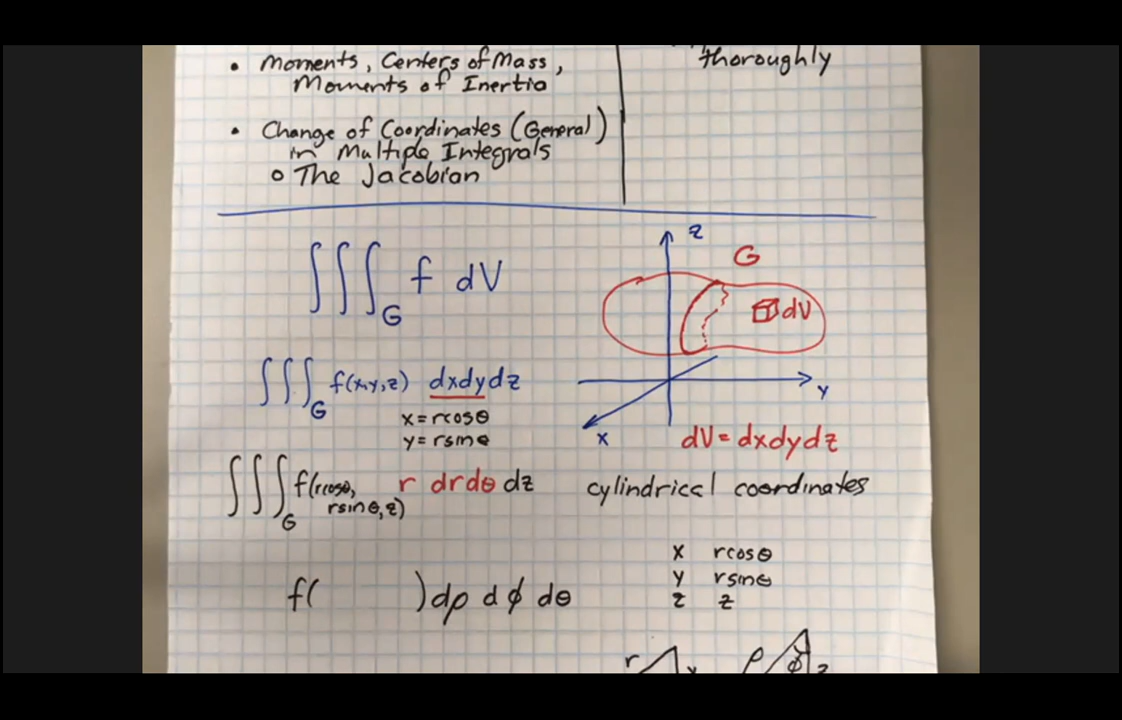 • Moments, Centers of Mass,
Moments of Inertia
thoroughly
• Change of Coordinates (General)
in Multiple Integrals
o The Jacobian
∭_G f dV
z
G
dV
y
x
dV = dxdydz
∭_G f(x,y,z) dxdydz
x = rcosθ
y = rsinθ
∭_G f(rcosθ, r drdθ dz
rsinθ, z)
cylindrical coordinates
x rcosθ
y rsinθ
z z
f( ) dρ dϕ dθ
r
ρ ϕ z